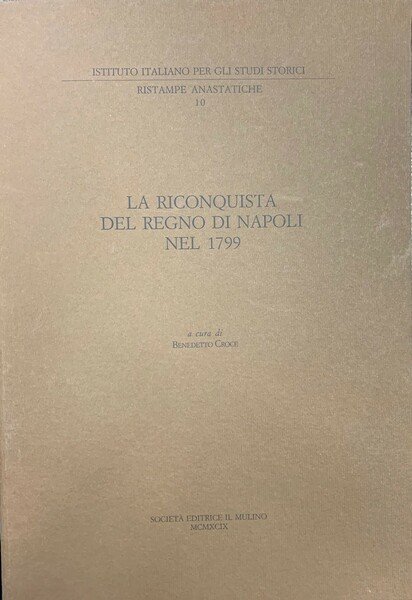 ISTITUTO ITALIANO PER GLI STUDI STORICI
RISTAMPE ANASTATICHE
10
LA RICONQUISTA
DEL REGNO DI NAPOLI
NEL 1799
a cura di
BENEDETTO CROCE
SOCIETÀ EDITRICE IL MULINO
MCMXCIX